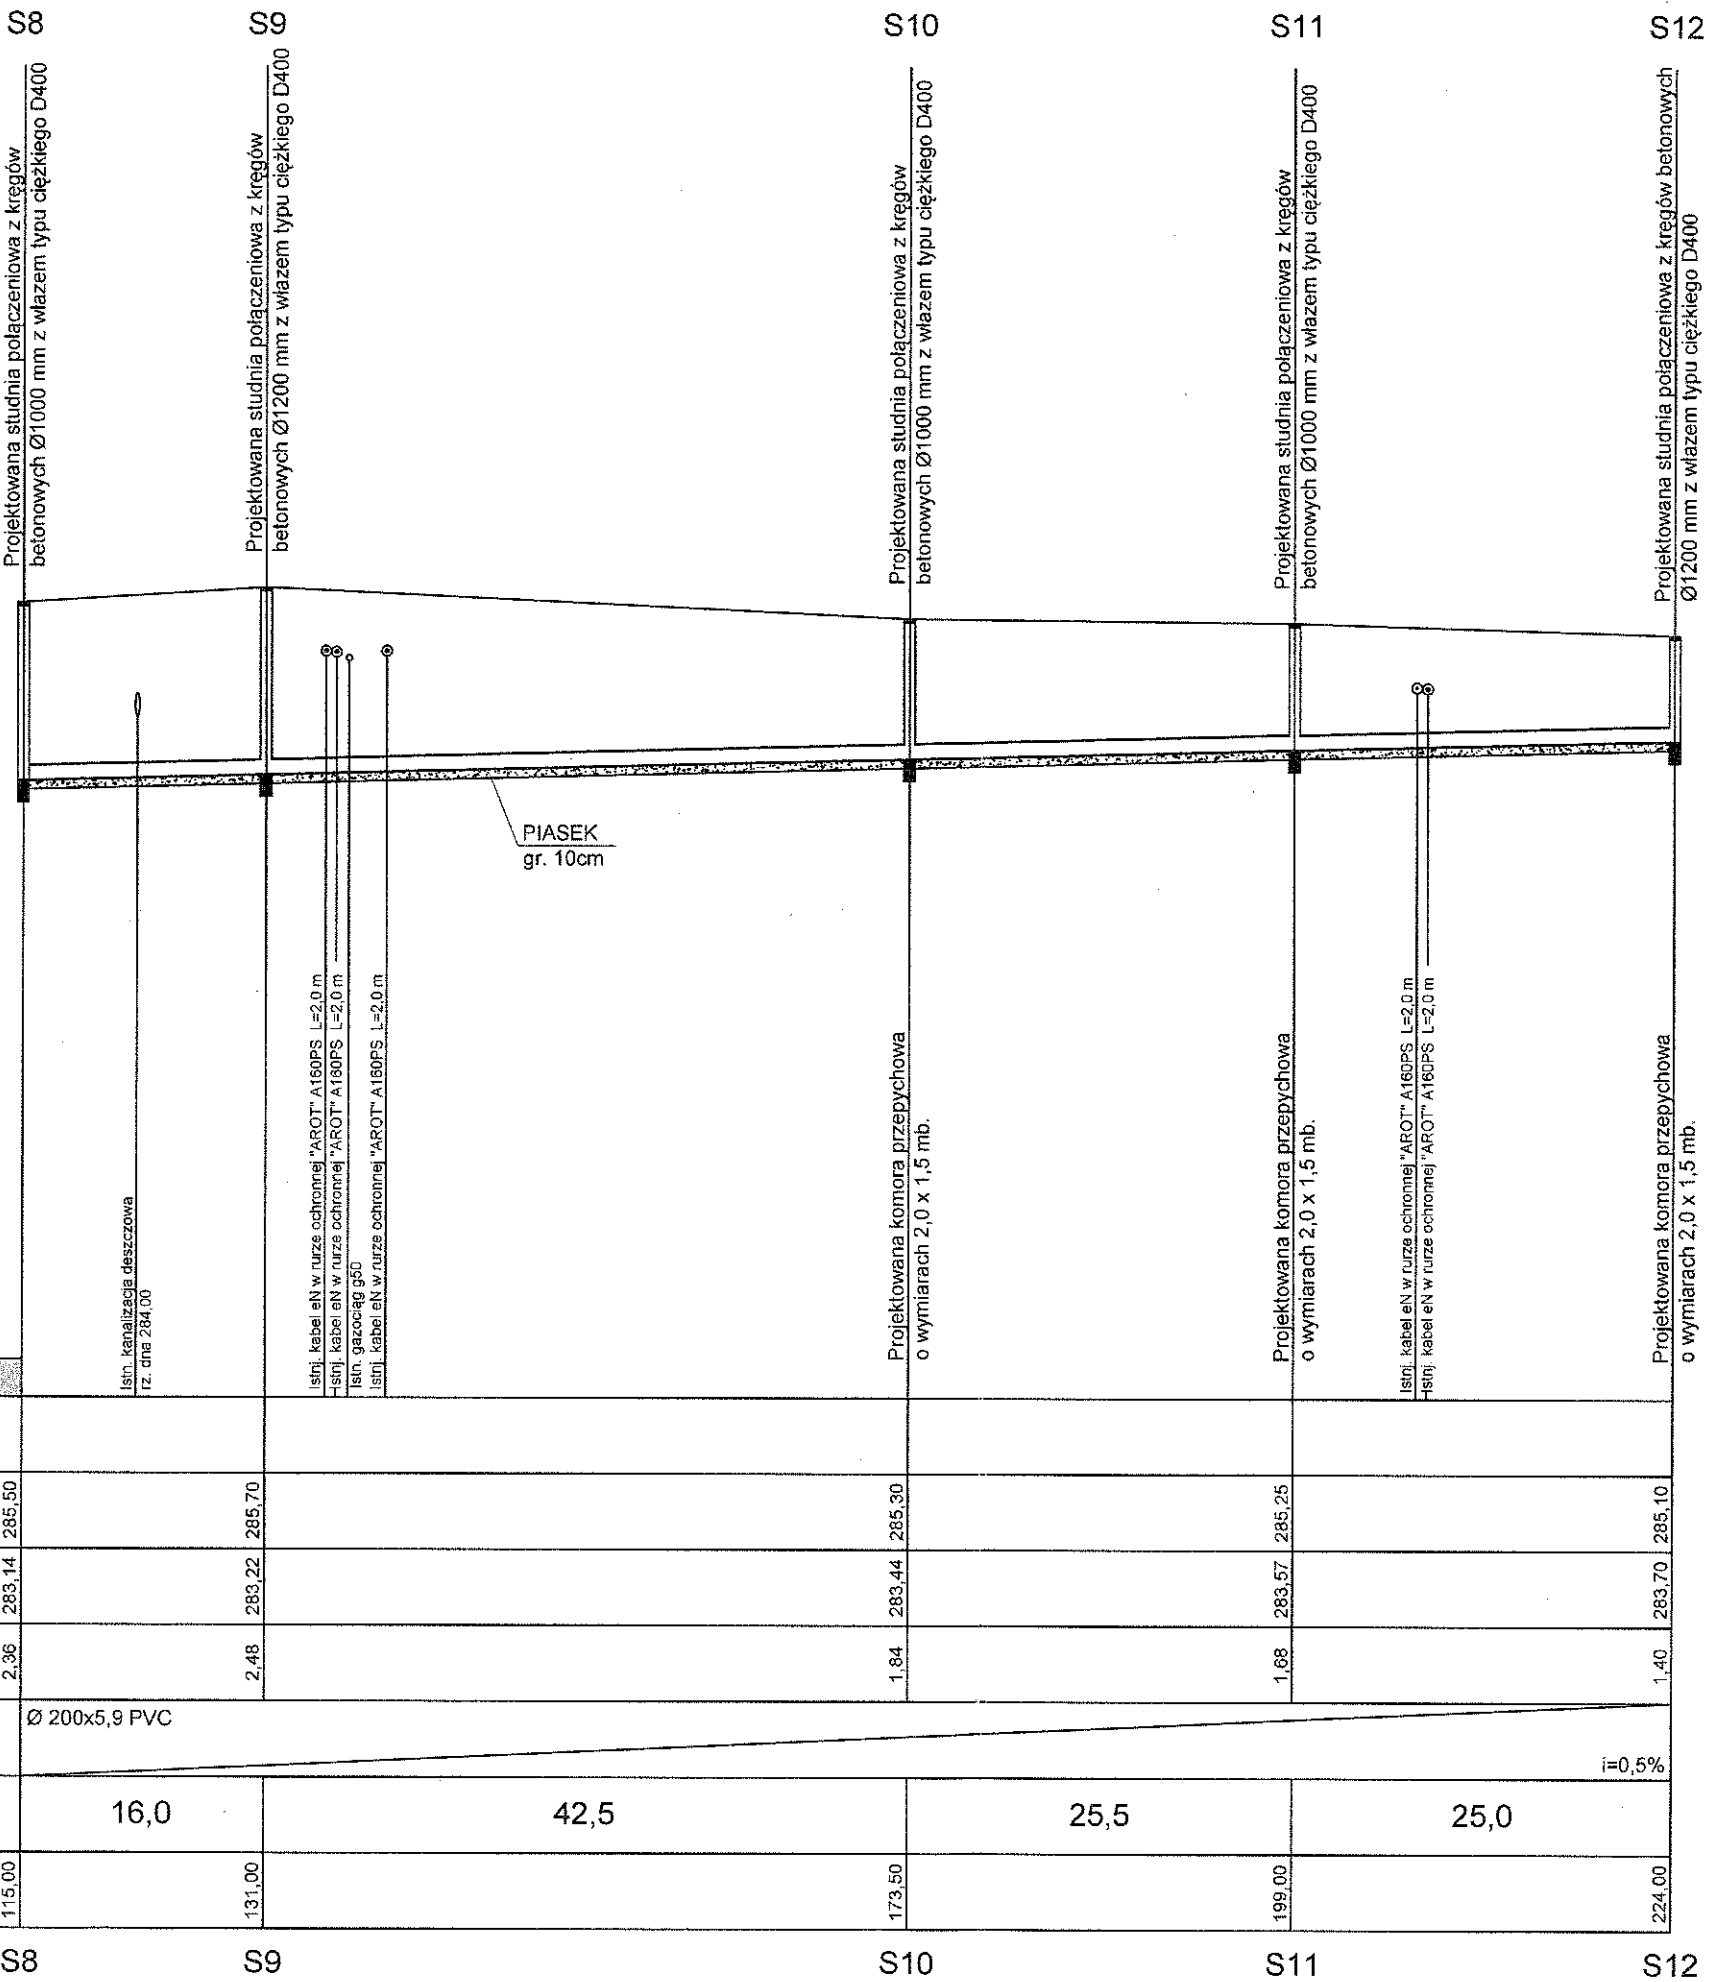 S8
S9
S10
S11
S12
Projektowana studnia połączeniowa z kręgów
betonowych Ø1000 mm z włazem typu ciężkiego D400
Projektowana studnia połączeniowa z kręgów
betonowych Ø1200 mm z włazem typu ciężkiego D400
Projektowana studnia połączeniowa z kręgów
betonowych Ø1000 mm z włazem typu ciężkiego D400
Projektowana studnia połączeniowa z kręgów
betonowych Ø1000 mm z włazem typu ciężkiego D400
Projektowana studnia połączeniowa z kręgów betonowych
Ø1200 mm z włazem typu ciężkiego D400
PIASEK
gr. 10cm
Istn. kanalizacja deszczowa
rz. dna 284,00
Istnj. kabel eN w rurze ochronnej "AROT" A160PS L=2,0 m
Istnj. kabel eN w rurze ochronnej "AROT" A160PS L=2,0 m
Istn. gazociąg g50
Istnj. kabel eN w rurze ochronnej "AROT" A160PS L=2,0 m
Projektowana komora przepychowa
o wymiarach 2,0 x 1,5 mb.
Projektowana komora przepychowa
o wymiarach 2,0 x 1,5 mb.
Istnj. kabel eN w rurze ochronnej "AROT" A160PS L=2,0 m
Istnj. kabel eN w rurze ochronnej "AROT" A160PS L=2,0 m
Projektowana komora przepychowa
o wymiarach 2,0 x 1,5 mb.
285,50
285,70
285,30
285,25
285,10
283,14
283,22
283,44
283,57
283,70
2,36
2,48
1,84
1,68
1,40
Ø 200x5,9 PVC
i=0,5%
16,0
42,5
25,5
25,0
115,00
131,00
173,50
199,00
224,00
S8
S9
S10
S11
S12